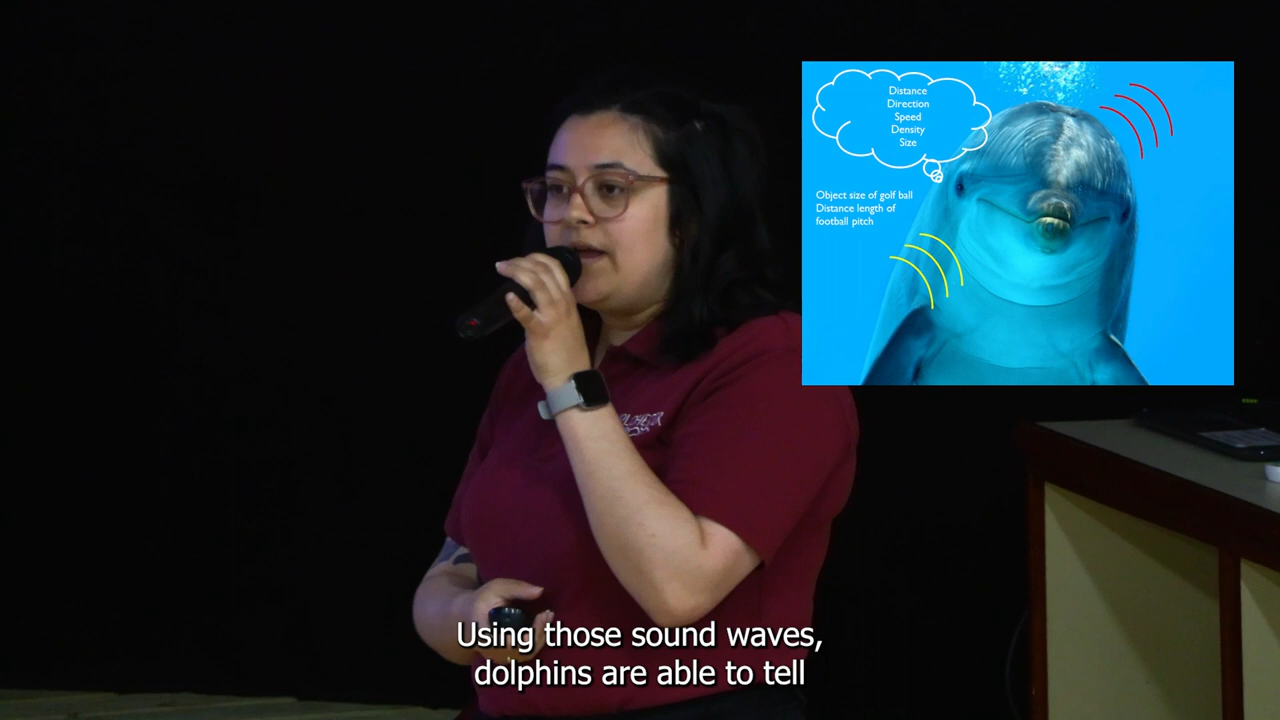 Distance
Direction
Speed
Density
Size
Object size of golf ball
Distance length of
football pitch
Using those sound waves,
dolphins are able to tell